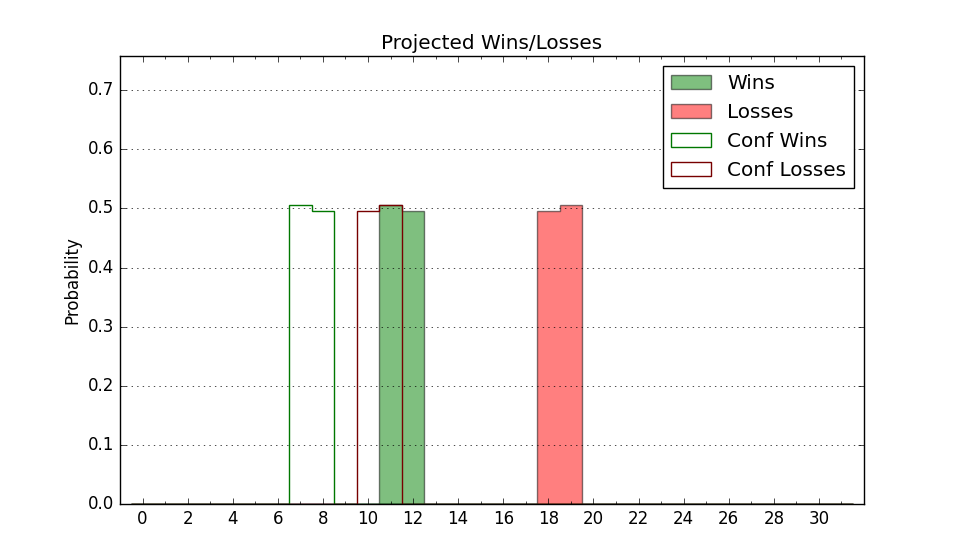 Projected Wins/Losses
Wins
Losses
Conf Wins
Conf Losses
Probability
0.7
0.6
0.5
0.4
0.3
0.2
0.1
0.0
0 2 4 6 8 10 12 14 16 18 20 22 24 26 28 30